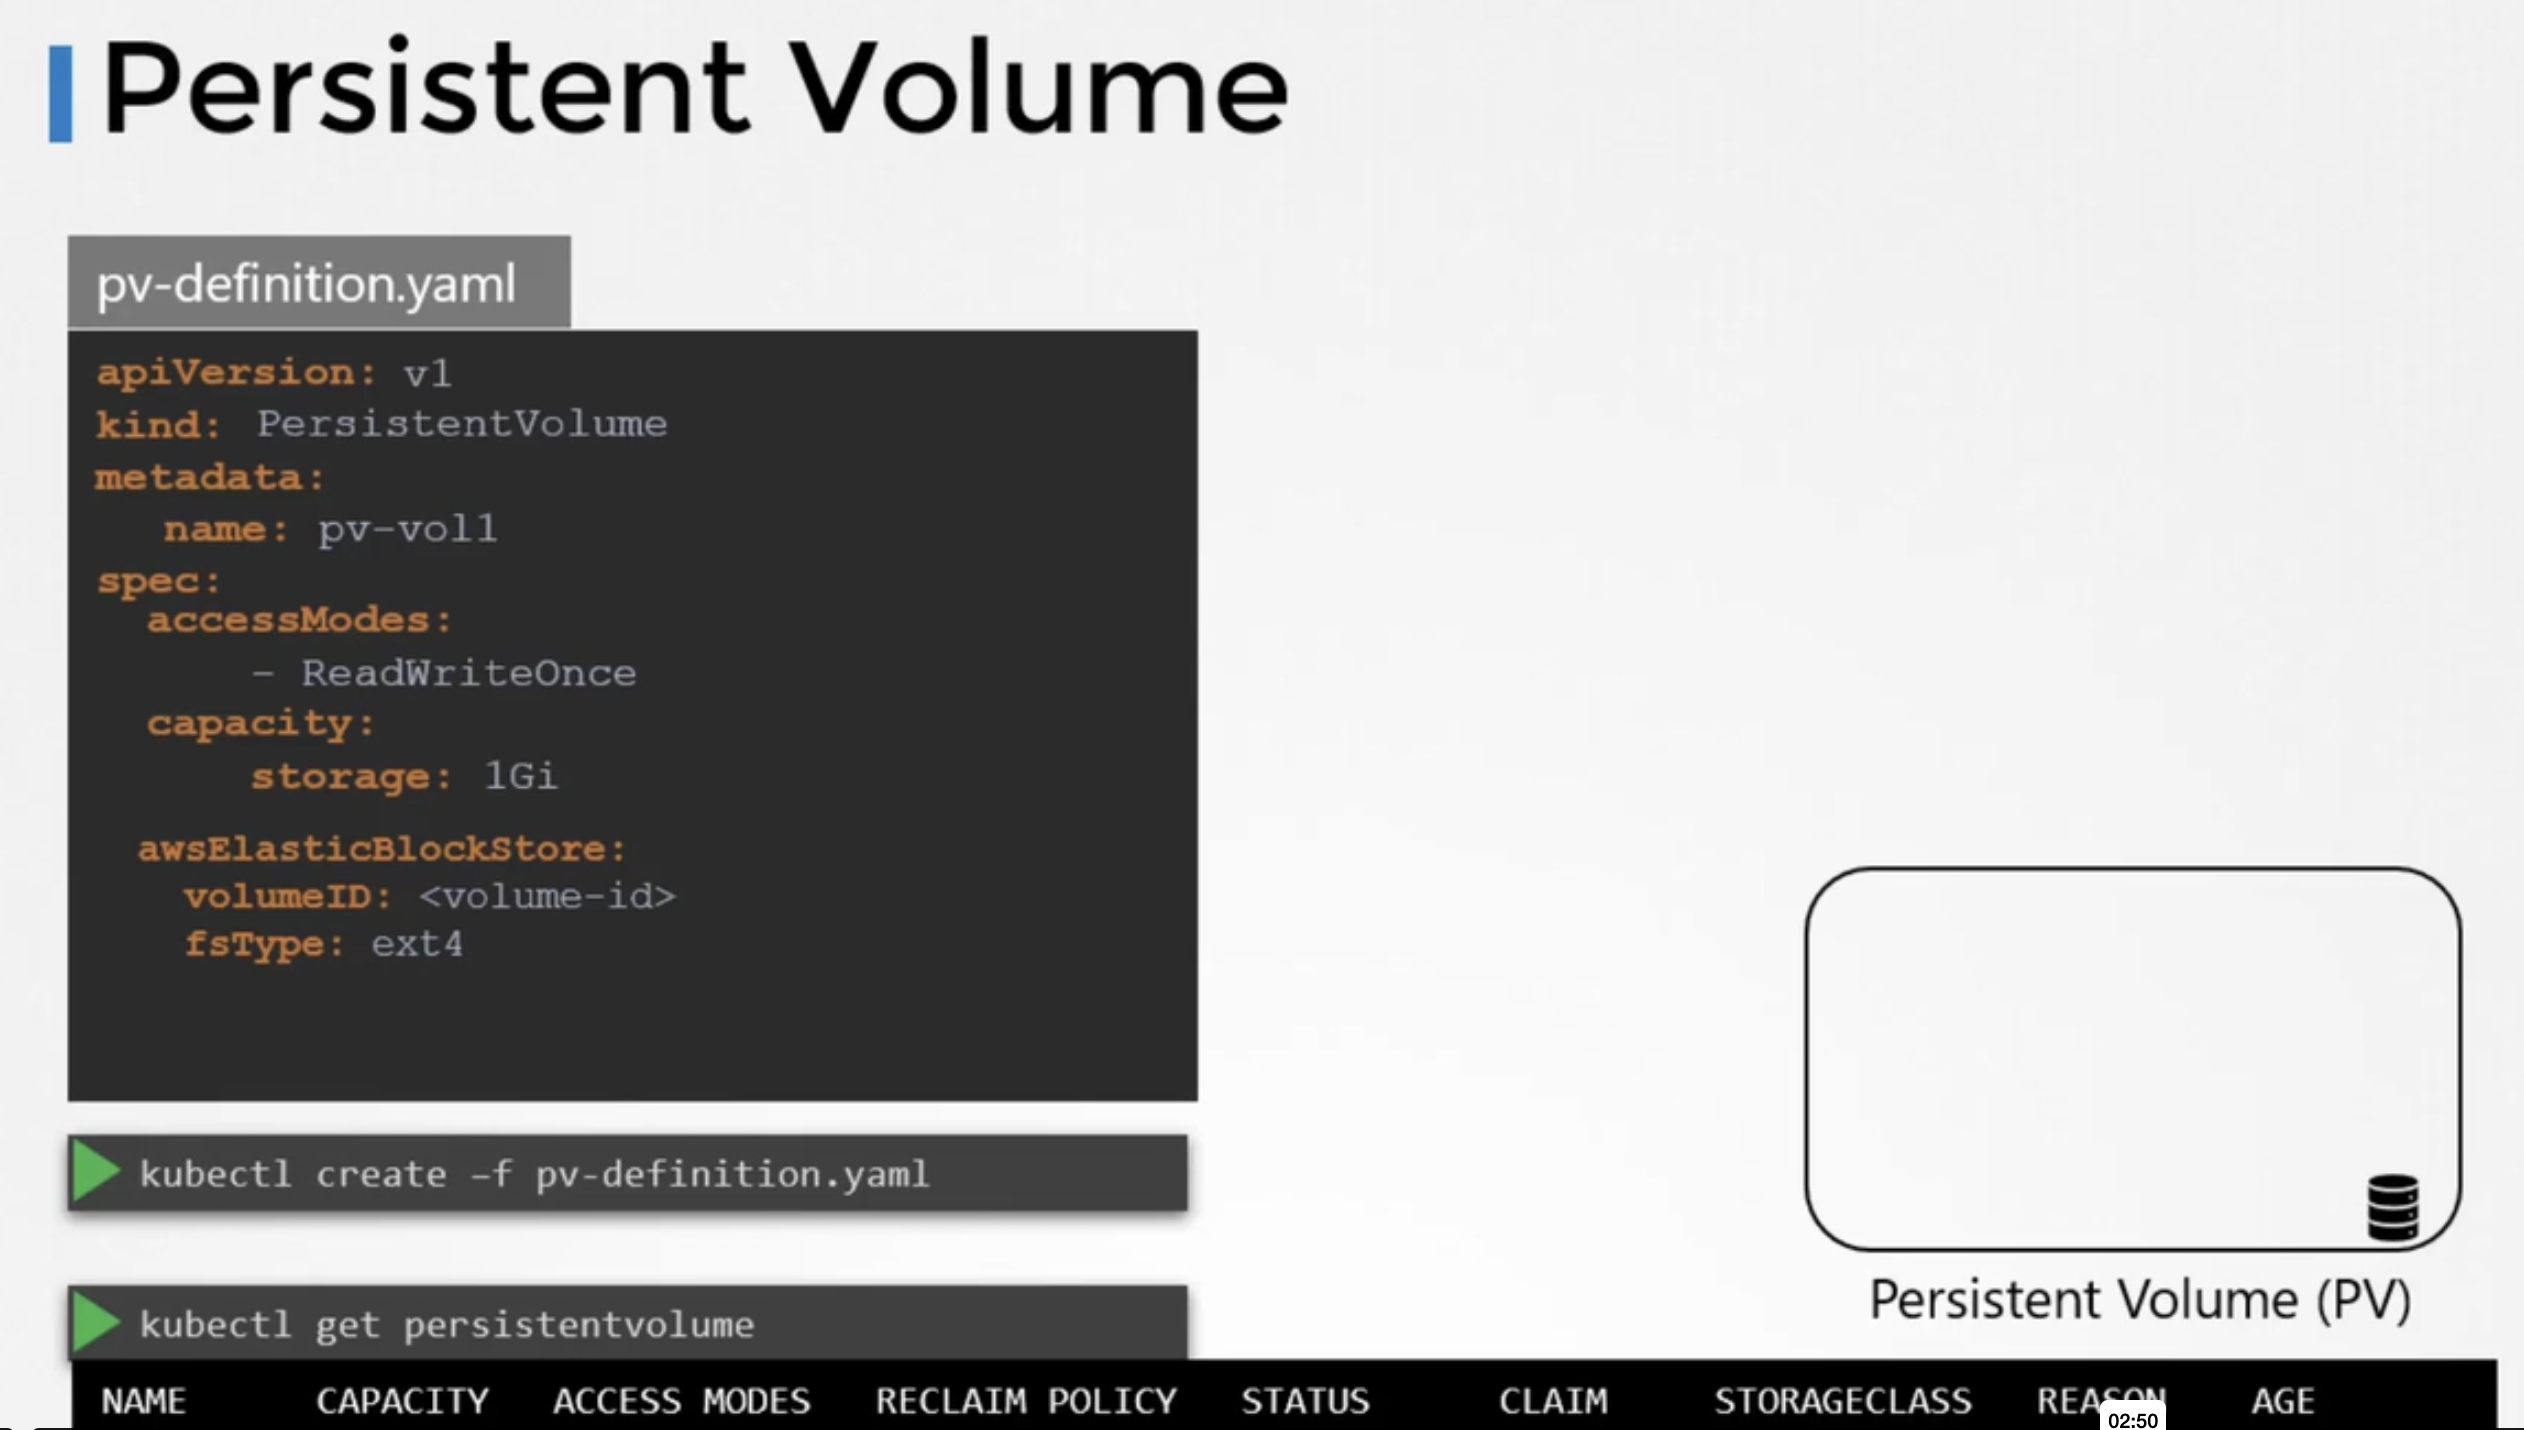 Persistent Volume
pv-definition.yaml
apiVersion: v1
kind: PersistentVolume
metadata:
name: pv-vol1
spec:
accessModes:
- ReadWriteOnce
capacity:
storage: 1Gi
awsElasticBlockStore:
volumeID: <volume-id>
fsType: ext4
kubectl create –f pv-definition.yaml
Persistent Volume (PV)
kubectl get persistentvolume
NAME CAPACITY ACCESS MODES RECLAIM POLICY STATUS CLAIM STORAGECLASS REASON AGE
02:50